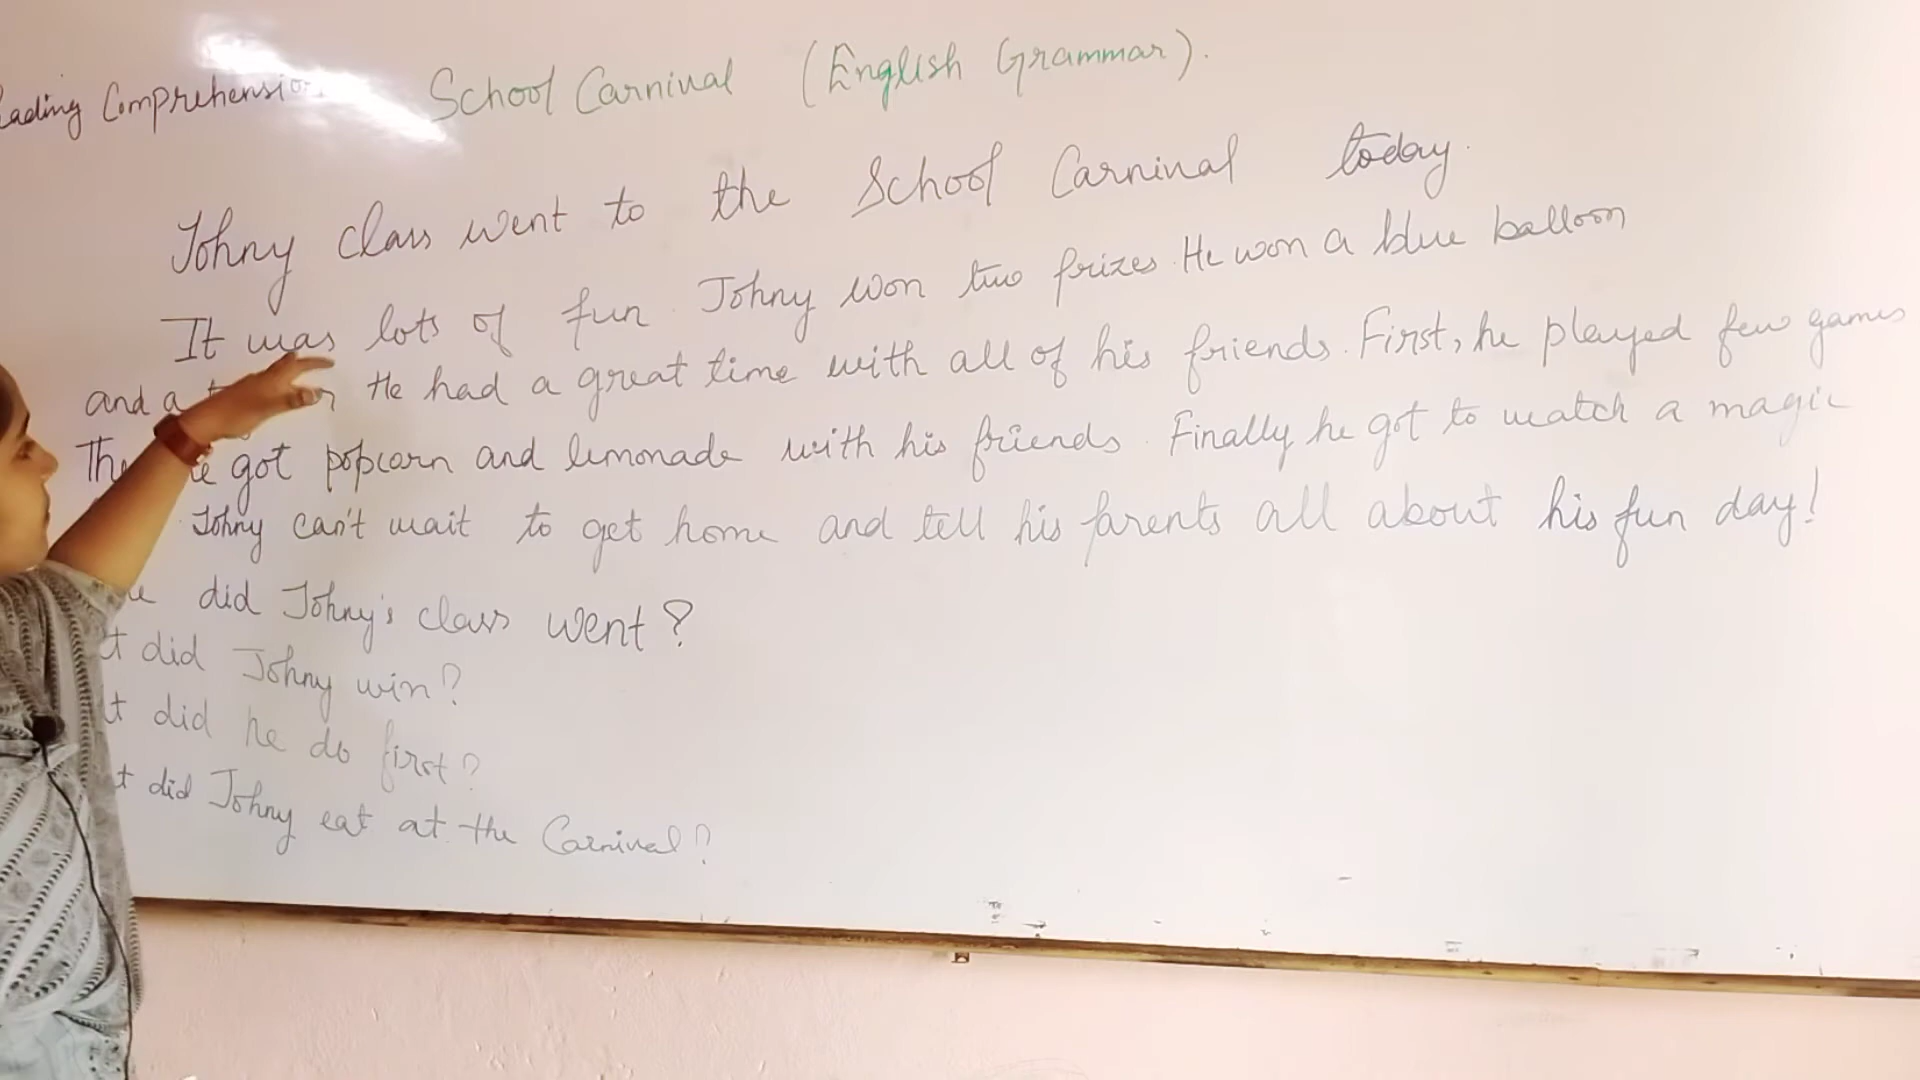 Comprehension School Carnival (English Grammar).
Johny class went to the School Carnival today.
It was lots of fun. Johny won two prizes. He won a blue balloon
and a He had a great time with all of his friends. First, he played few games
got popcorn and lemonade with his friends. Finally he got to watch a magic
Johny can't wait to get home and tell his parents all about his fun day!
did Johny's class went?
did Johny win?
did he do first?
did Johny eat at the Carnival?